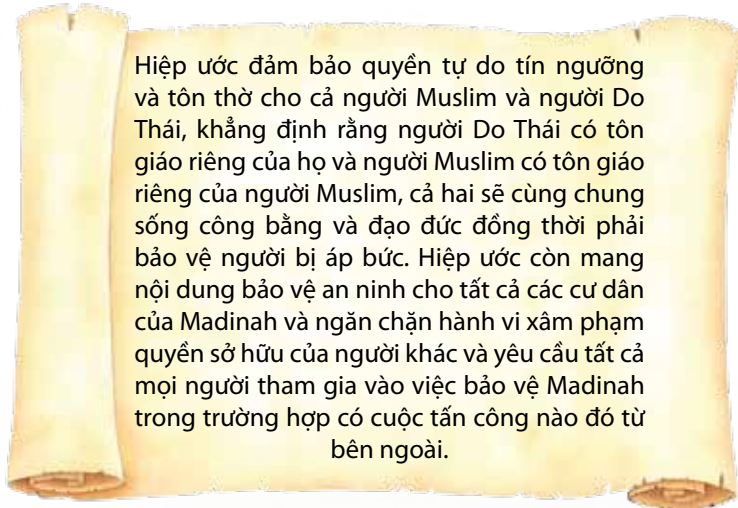 Hiệp ước đảm bảo quyền tự do tín ngưỡng
và tôn thờ cho cả người Muslim và người Do
Thái, khẳng định rằng người Do Thái có tôn
giáo riêng của họ và người Muslim có tôn giáo
riêng của người Muslim, cả hai sẽ cùng chung
sống công bằng và đạo đức đồng thời phải
bảo vệ người bị áp bức. Hiệp ước còn mang
nội dung bảo vệ an ninh cho tất cả các cư dân
của Madinah và ngăn chặn hành vi xâm phạm
quyền sở hữu của người khác và yêu cầu tất cả
mọi người tham gia vào việc bảo vệ Madinah
trong trường hợp có cuộc tấn công nào đó từ
bên ngoài.